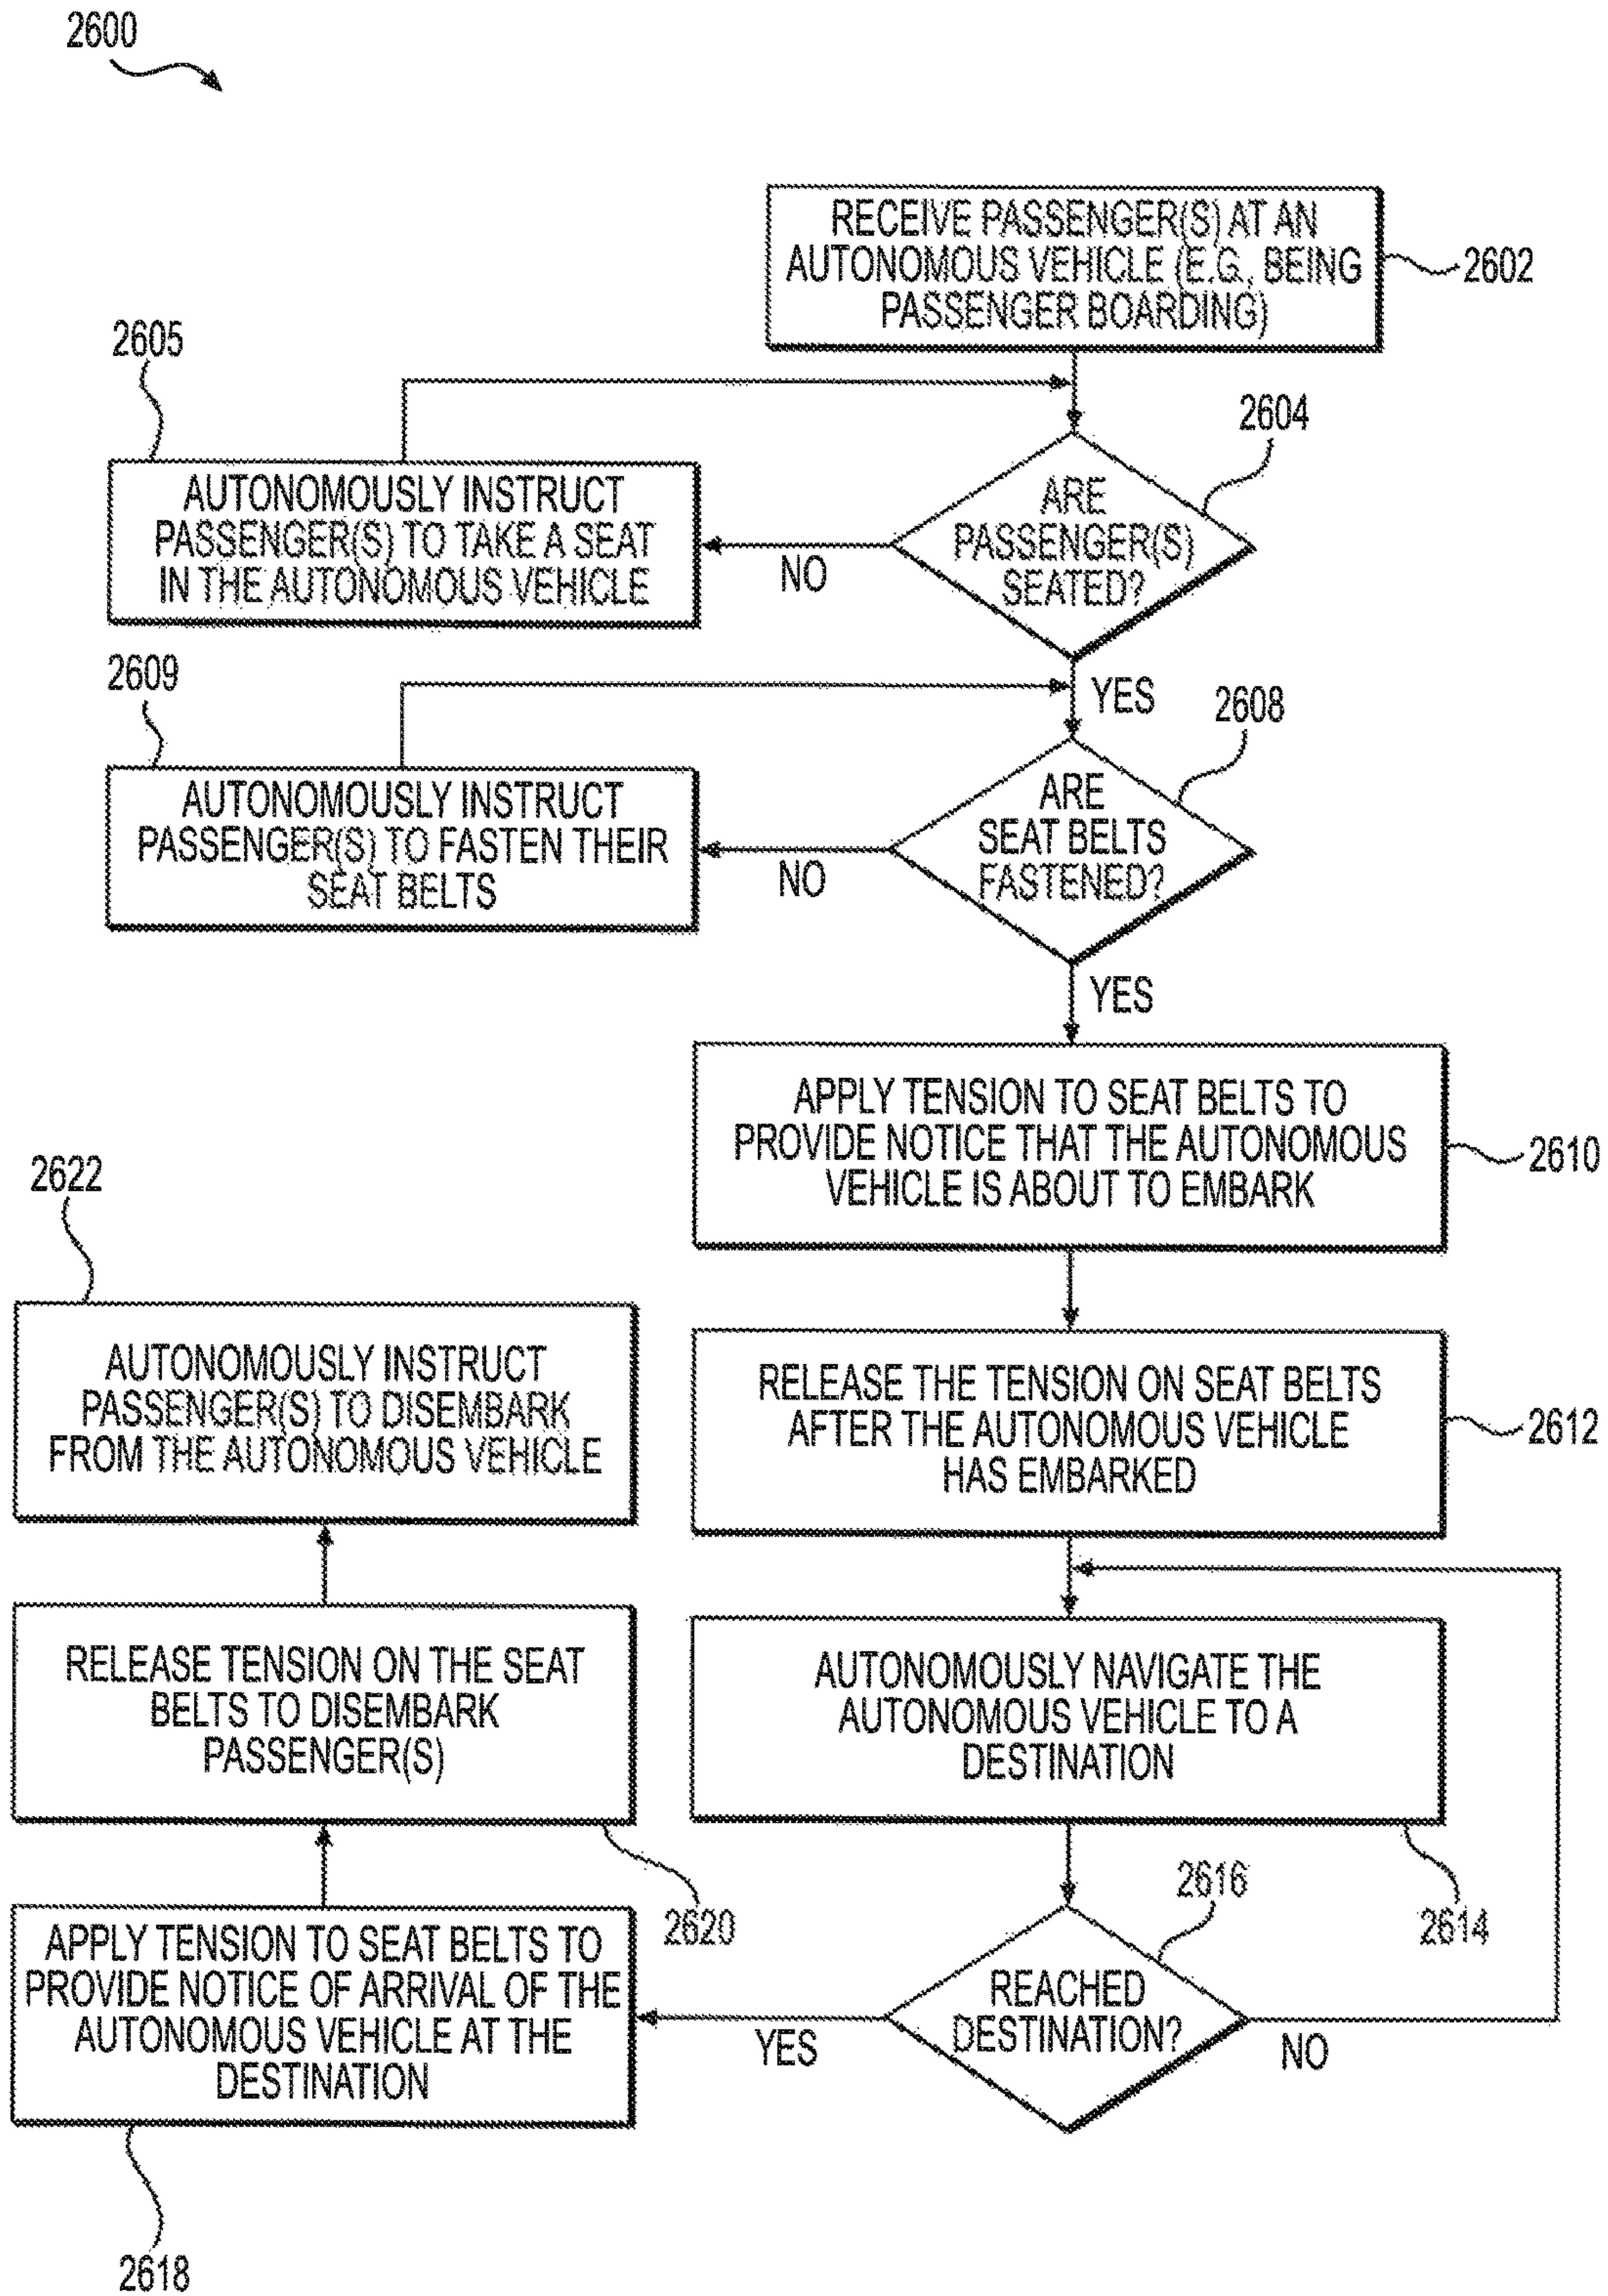 2600
RECEIVE PASSENGER(S) AT AN
AUTONOMOUS VEHICLE (E.G., BEING
PASSENGER BOARDING)
2602
2605
2604
AUTONOMOUSLY INSTRUCT
PASSENGER(S) TO TAKE A SEAT
IN THE AUTONOMOUS VEHICLE
NO
ARE
PASSENGER(S)
SEATED?
YES
2609
2608
AUTONOMOUSLY INSTRUCT
PASSENGER(S) TO FASTEN THEIR
SEAT BELTS
NO
ARE
SEAT BELTS
FASTENED?
YES
APPLY TENSION TO SEAT BELTS TO
PROVIDE NOTICE THAT THE AUTONOMOUS
VEHICLE IS ABOUT TO EMBARK
2610
RELEASE THE TENSION ON SEAT BELTS
AFTER THE AUTONOMOUS VEHICLE
HAS EMBARKED
2612
AUTONOMOUSLY NAVIGATE THE
AUTONOMOUS VEHICLE TO A
DESTINATION
2614
2616
REACHED
DESTINATION?
NO
YES
APPLY TENSION TO SEAT BELTS TO
PROVIDE NOTICE OF ARRIVAL OF THE
AUTONOMOUS VEHICLE AT THE
DESTINATION
2618
RELEASE TENSION ON THE SEAT
BELTS TO DISEMBARK
PASSENGER(S)
2620
2622
AUTONOMOUSLY INSTRUCT
PASSENGER(S) TO DISEMBARK
FROM THE AUTONOMOUS VEHICLE